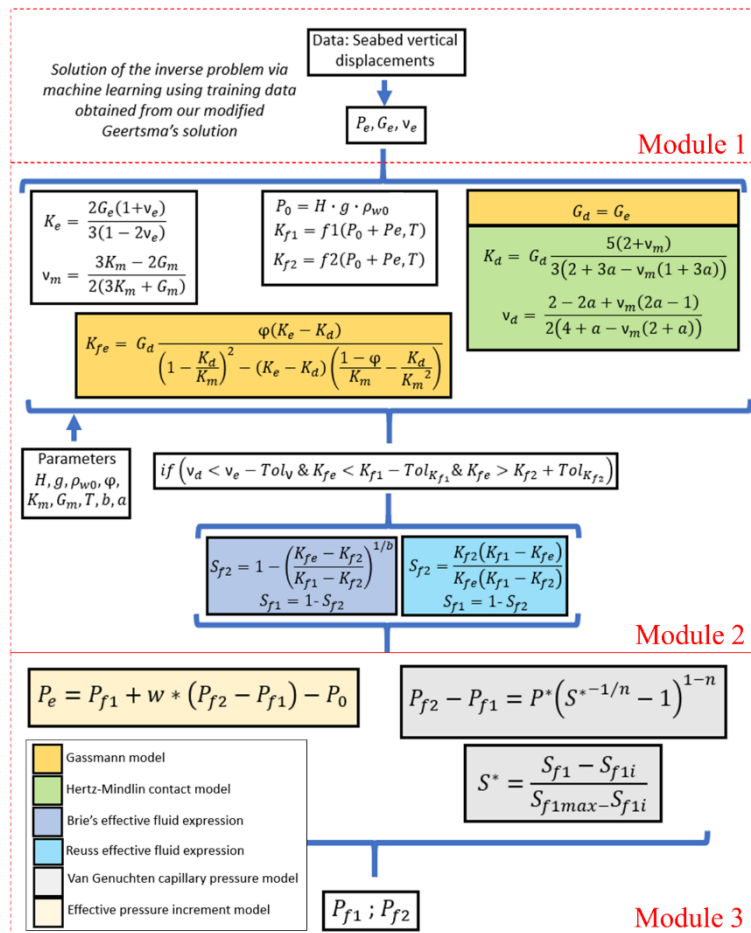 Data: Seabed vertical
displacements
Solution of the inverse problem via
machine learning using training data
obtained from our modified
Geertsma's solution
P_e, G_e, ν_e
Module 1
K_e = 2G_e(1+ν_e) / 3(1 − 2ν_e)
ν_m = 3K_m − 2G_m / 2(3K_m + G_m)
P_0 = H · g · ρ_w0
K_f1 = f1(P_0 + Pe, T)
K_f2 = f2(P_0 + Pe, T)
G_d = G_e
K_d = G_d 5(2+ν_m) / 3(2 + 3a − ν_m(1 + 3a))
ν_d = 2 − 2a + ν_m(2a − 1) / 2(4 + a − ν_m(2 + a))
K_fe = G_d φ(K_e − K_d) / (1 − K_d/K_m)^2 − (K_e − K_d)(1 − φ/K_m − K_d/K_m^2)
Parameters
H, g, ρ_w0, φ,
K_m, G_m, T, b, a
if (ν_d < ν_e − Tol_ν & K_fe < K_f1 − Tol_K_f1 & K_fe > K_f2 + Tol_K_f2)
S_f2 = 1 − (K_fe − K_f2 / K_f1 − K_f2)^1/b
S_f1 = 1- S_f2
S_f2 = K_f2(K_f1 − K_fe) / K_fe(K_f1 − K_f2)
S_f1 = 1- S_f2
Module 2
P_e = P_f1 + w * (P_f2 − P_f1) − P_0
P_f2 − P_f1 = P*(S*^−1/n − 1)^1−n
S* = S_f1 − S_f1i / S_f1max− S_f1i
Gassmann model
Hertz-Mindlin contact model
Brie's effective fluid expression
Reuss effective fluid expression
Van Genuchten capillary pressure model
Effective pressure increment model
P_f1 ; P_f2
Module 3